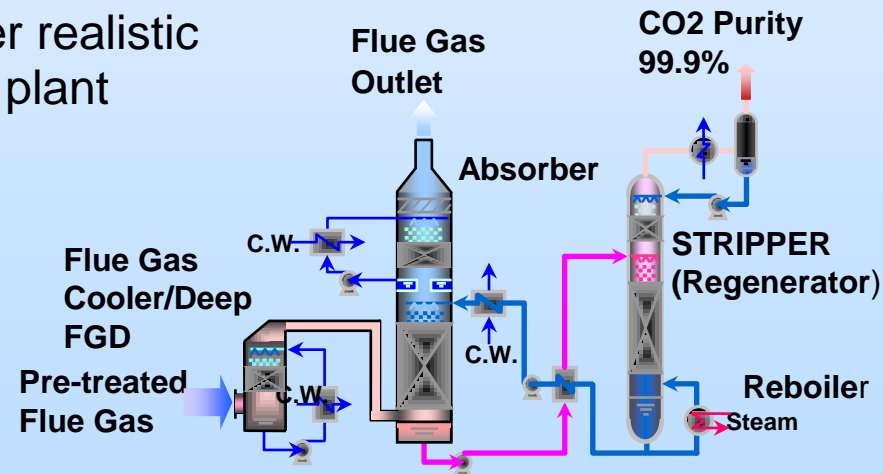 er realistic
plant
Flue Gas
Outlet
CO2 Purity
99.9%
Absorber
C.W.
STRIPPER
(Regenerator)
Flue Gas
Cooler/Deep
FGD
C.W.
Pre-treated
Flue Gas
C.W.
Reboiler
Steam